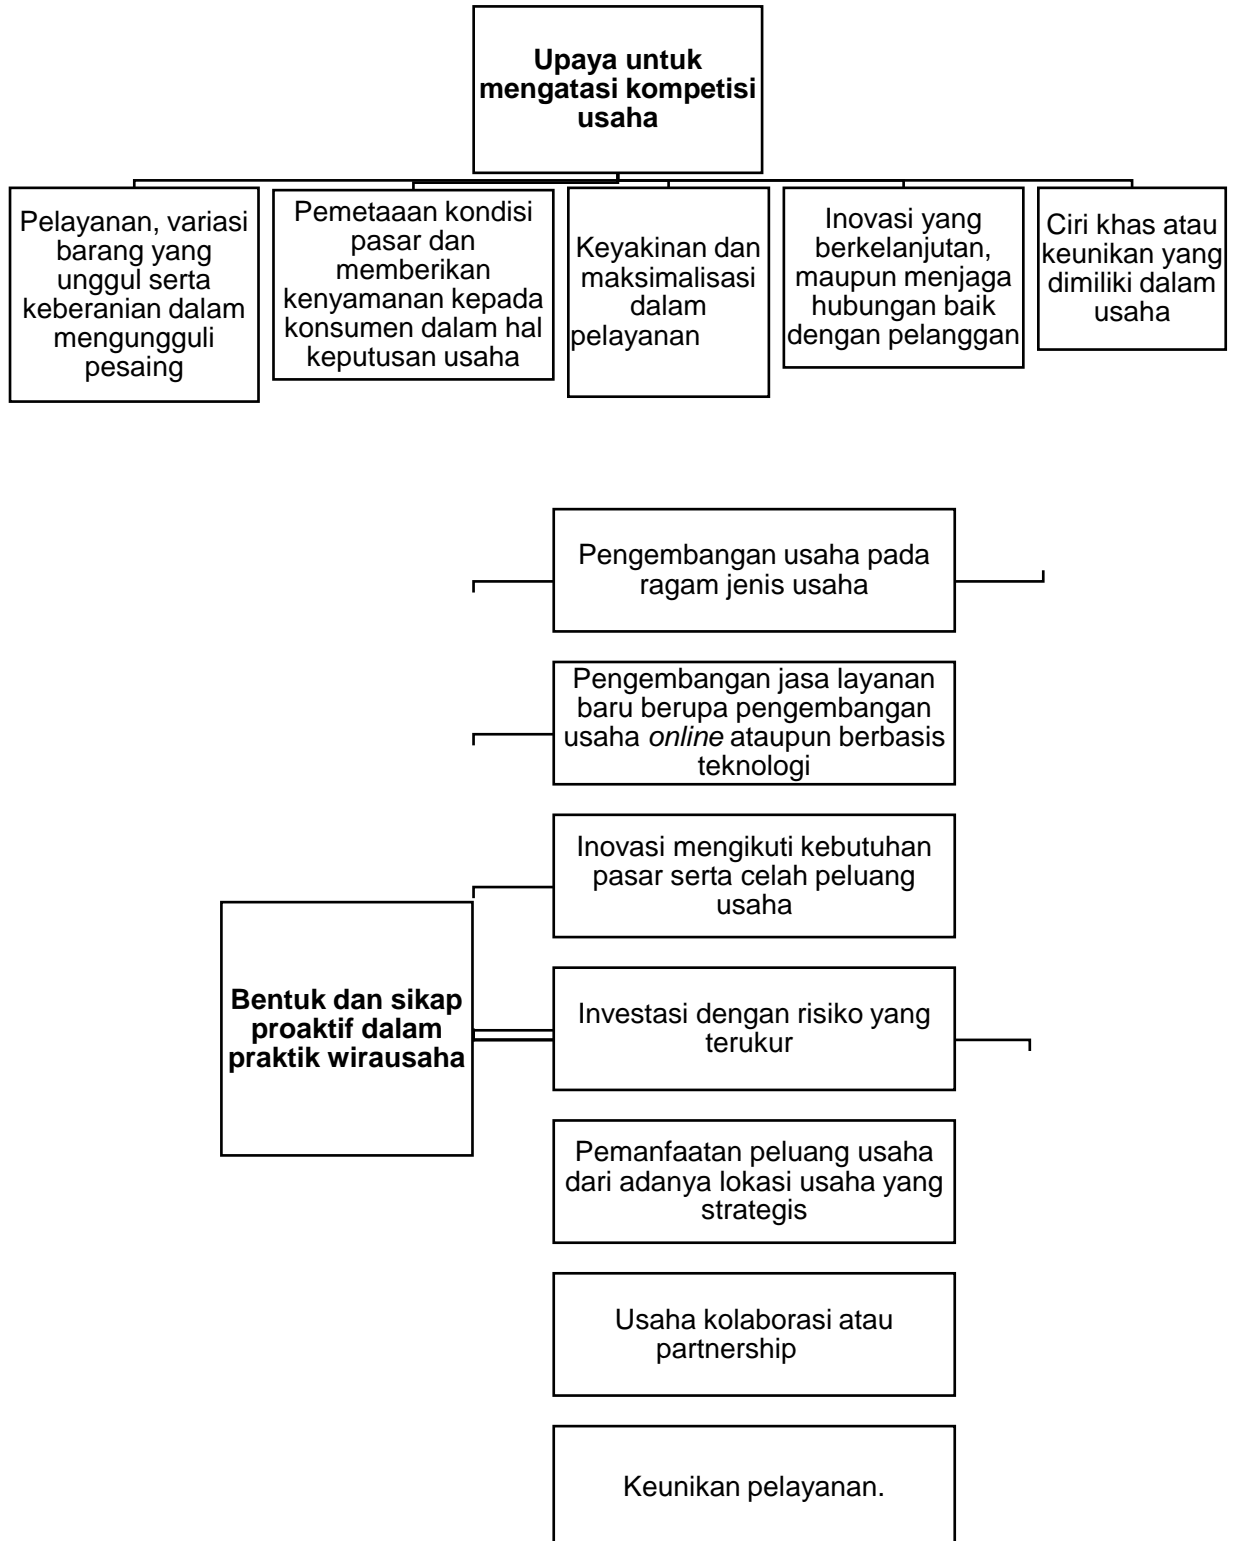 Upaya untuk
mengatasi kompetisi
usaha
Pelayanan, variasi
barang yang
unggul serta
keberanian dalam
mengungguli
pesaing
Pemetaaan kondisi
pasar dan
memberikan
kenyamanan kepada
konsumen dalam hal
keputusan usaha
Keyakinan dan
maksimalisasi
dalam
pelayanan
Inovasi yang
berkelanjutan,
maupun menjaga
hubungan baik
dengan pelanggan
Ciri khas atau
keunikan yang
dimiliki dalam
usaha
Bentuk dan sikap
proaktif dalam
praktik wirausaha
Pengembangan usaha pada
ragam jenis usaha
Pengembangan jasa layanan
baru berupa pengembangan
usaha online ataupun berbasis
teknologi
Inovasi mengikuti kebutuhan
pasar serta celah peluang
usaha
Investasi dengan risiko yang
terukur
Pemanfaatan peluang usaha
dari adanya lokasi usaha yang
strategis
Usaha kolaborasi atau
partnership
Keunikan pelayanan.